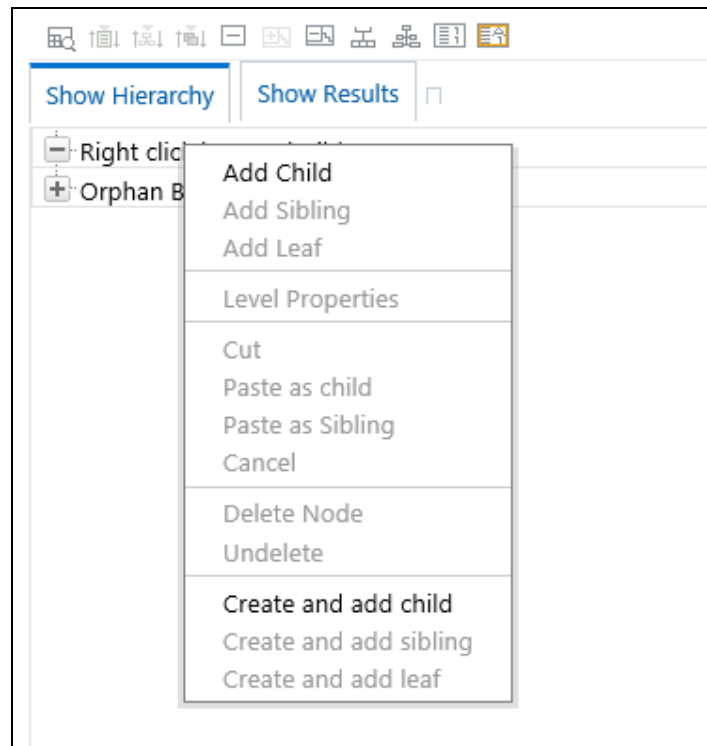 Show Hierarchy
Show Results
Right clic
Orphan B
Add Child
Add Sibling
Add Leaf
Level Properties
Cut
Paste as child
Paste as Sibling
Cancel
Delete Node
Undelete
Create and add child
Create and add sibling
Create and add leaf